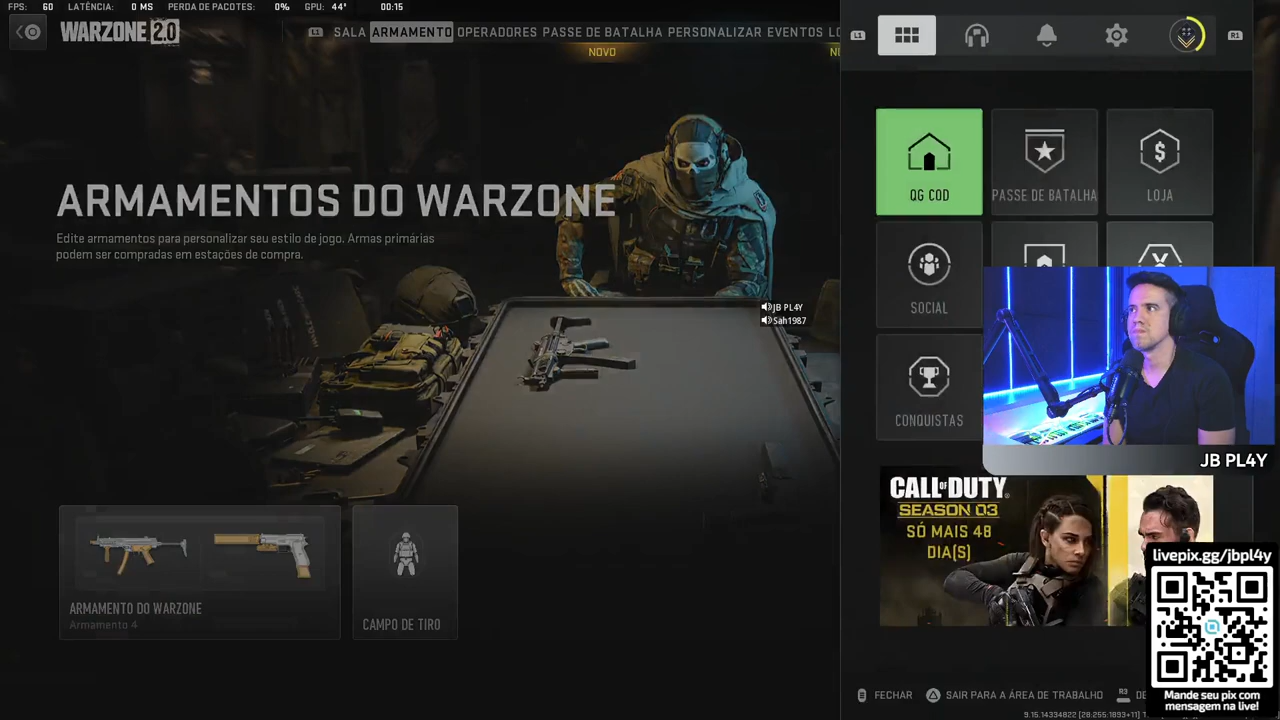 FPS: 60 LATÊNCIA: 0 MS PERDA DE PACOTES: 0% GPU: 44° 00:15
WARZONE 2.0
L1 SALA ARMAMENTO OPERADORES PASSE DE BATALHA PERSONALIZAR EVENTOS
NOVO
L1 R1
ARMAMENTOS DO WARZONE
Edite armamentos para personalizar seu estilo de jogo. Armas primárias
podem ser compradas em estações de compra.
QG COD
PASSE DE BATALHA
LOJA
SOCIAL
CONQUISTAS
JB PL4Y
Sah1987
JB PL4Y
CALL OF DUTY
SEASON 03
SÓ MAIS 48
DIA(S)
livepix.gg/jbpl4y
Mande seu pix com
mensagem na live!
ARMAMENTO DO WARZONE
Armamento 4
CAMPO DE TIRO
FECHAR SAIR PARA A ÁREA DE TRABALHO R3